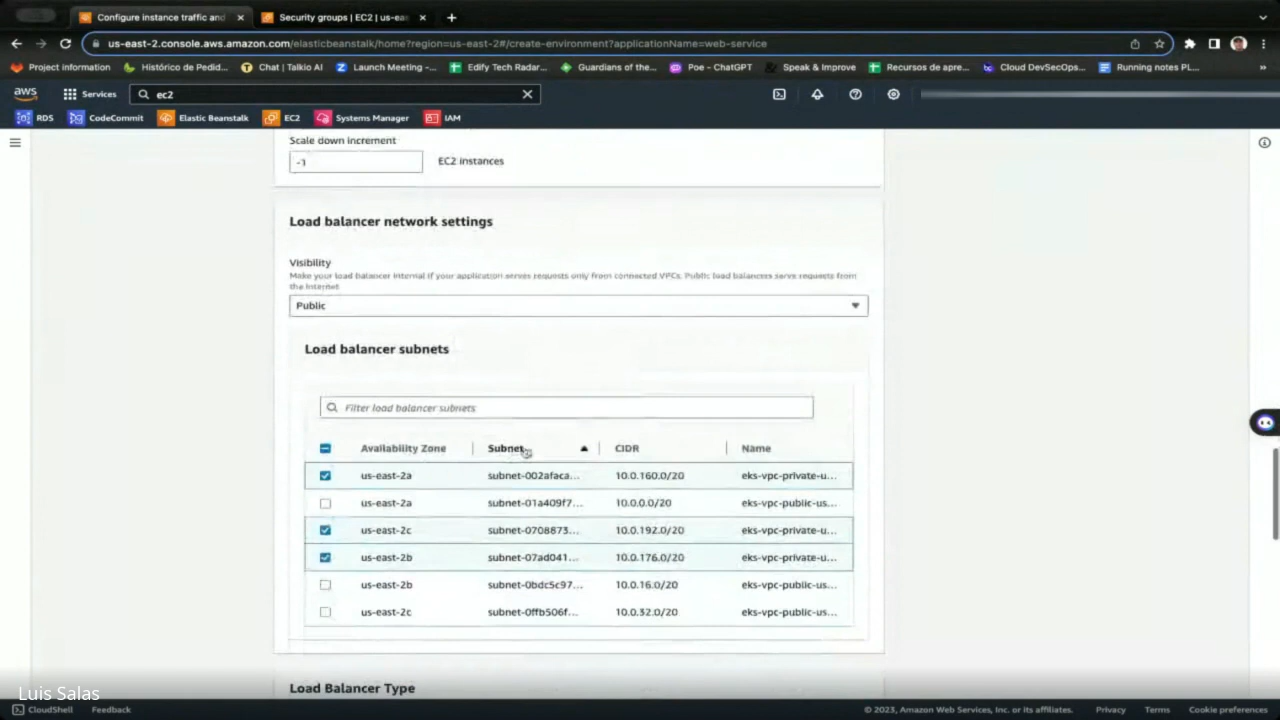 Configure instance traffic and
Security groups | EC2 | us-ea
us-east-2.console.aws.amazon.com/elasticbeanstalk/home?region=us-east-2#/create-environment?applicationName=web-service
Project information
Histórico de Pedid...
Chat | Talkio AI
Launch Meeting -...
Edify Tech Radar...
Guardians of the...
Poe - ChatGPT
Speak & Improve
Recursos de apre...
Cloud DevSecOps...
Running notes PL...
aws
Services
ec2
RDS
CodeCommit
Elastic Beanstalk
EC2
Systems Manager
IAM
Scale down increment
-1
EC2 instances
Load balancer network settings
Visibility
Make your load balancer internal if your application serves requests only from connected VPCs. Public load balancers serve requests from
the Internet
Public
Load balancer subnets
Filter load balancer subnets
Availability Zone Subnet CIDR Name
us-east-2a subnet-002afaca... 10.0.160.0/20 eks-vpc-private-u...
us-east-2a subnet-01a409f7... 10.0.0.0/20 eks-vpc-public-us...
us-east-2c subnet-0708873... 10.0.192.0/20 eks-vpc-private-u...
us-east-2b subnet-07ad041... 10.0.176.0/20 eks-vpc-private-u...
us-east-2b subnet-0bdc5c97... 10.0.16.0/20 eks-vpc-public-us...
us-east-2c subnet-0ffb506f... 10.0.32.0/20 eks-vpc-public-us...
Load Balancer Type
Luis Salas
CloudShell
Feedback
© 2023, Amazon Web Services, Inc. or its affiliates.
Privacy
Terms
Cookie preferences